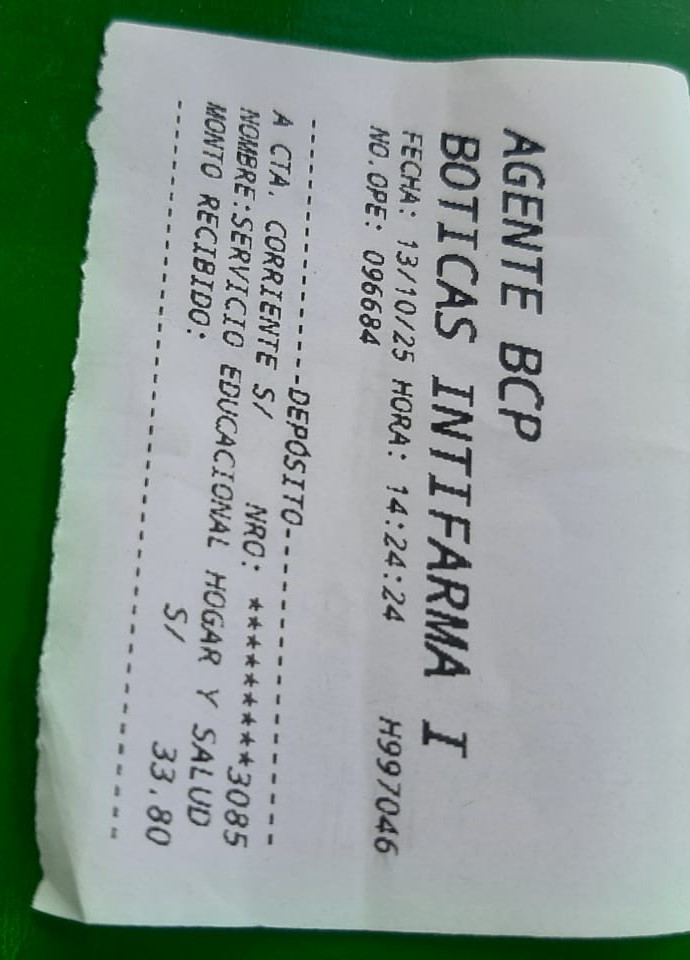 AGENTE BCP
BOTICAS INTIFARMA I
FECHA: 13/10/25 HORA: 14:24:24 H997046
NO. OPE: 096684
----------------DEPÓSITO----------------
A CTA. CORRIENTE S/ NRO: *********3085
NOMBRE:SERVICIO EDUCACIONAL HOGAR Y SALUD
MONTO RECIBIDO: S/ 33.80
----------------------------------------